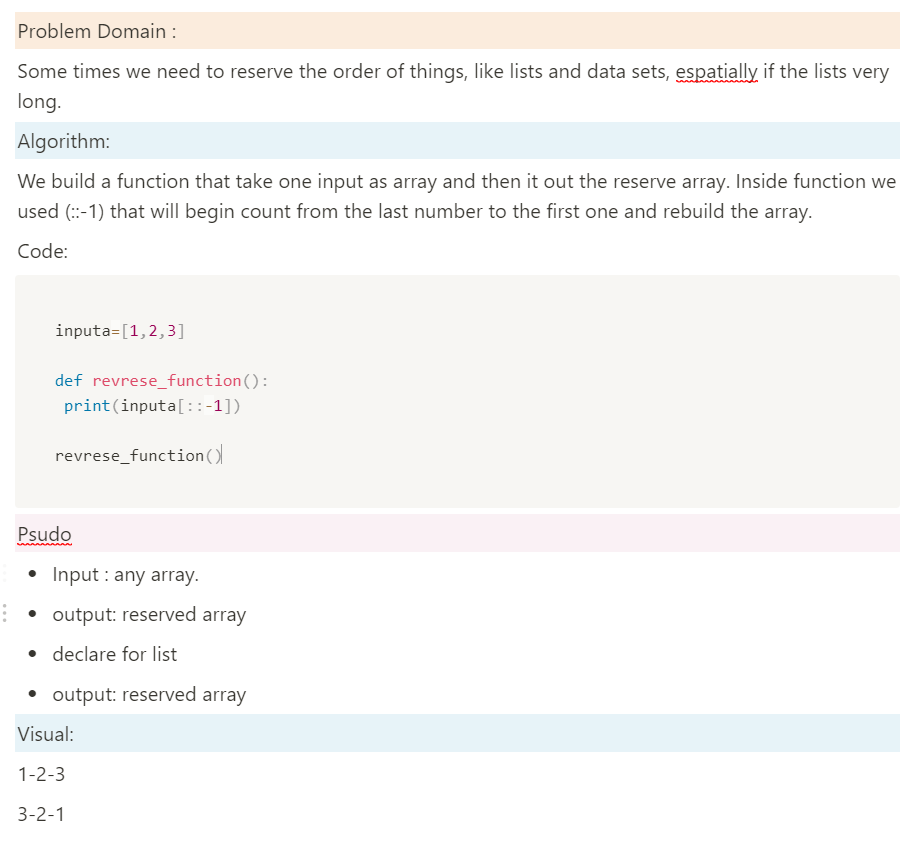 Problem Domain :
Some times we need to reserve the order of things, like lists and data sets, espatially if the lists very
long.
Algorithm:
We build a function that take one input as array and then it out the reserve array. Inside function we
used (::-1) that will begin count from the last number to the first one and rebuild the array.
Code:
inputa=[1,2,3]
def revrese_function():
print(inputa[::-1])
revrese_function()
Psudo
• Input : any array.
• output: reserved array
• declare for list
• output: reserved array
Visual:
1-2-3
3-2-1